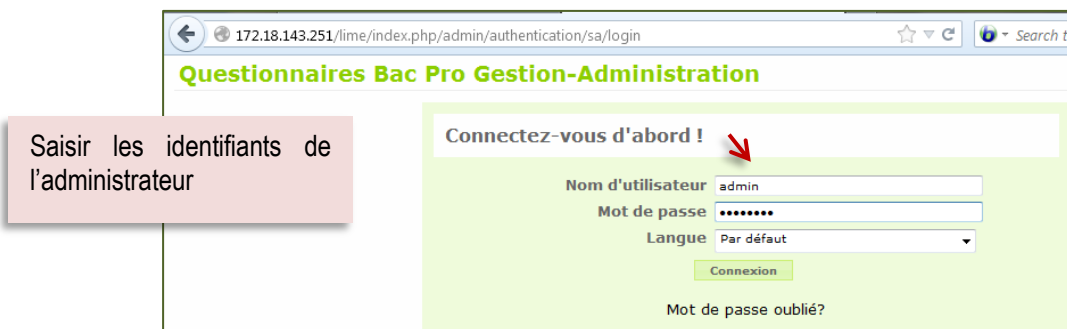 172.18.143.251/lime/index.php/admin/authentication/sa/login
Search t
Questionnaires Bac Pro Gestion-Administration
Saisir les identifiants de
l'administrateur
Connectez-vous d'abord !
Nom d'utilisateur admin
Mot de passe ••••••••
Langue Par défaut
Connexion
Mot de passe oublié?